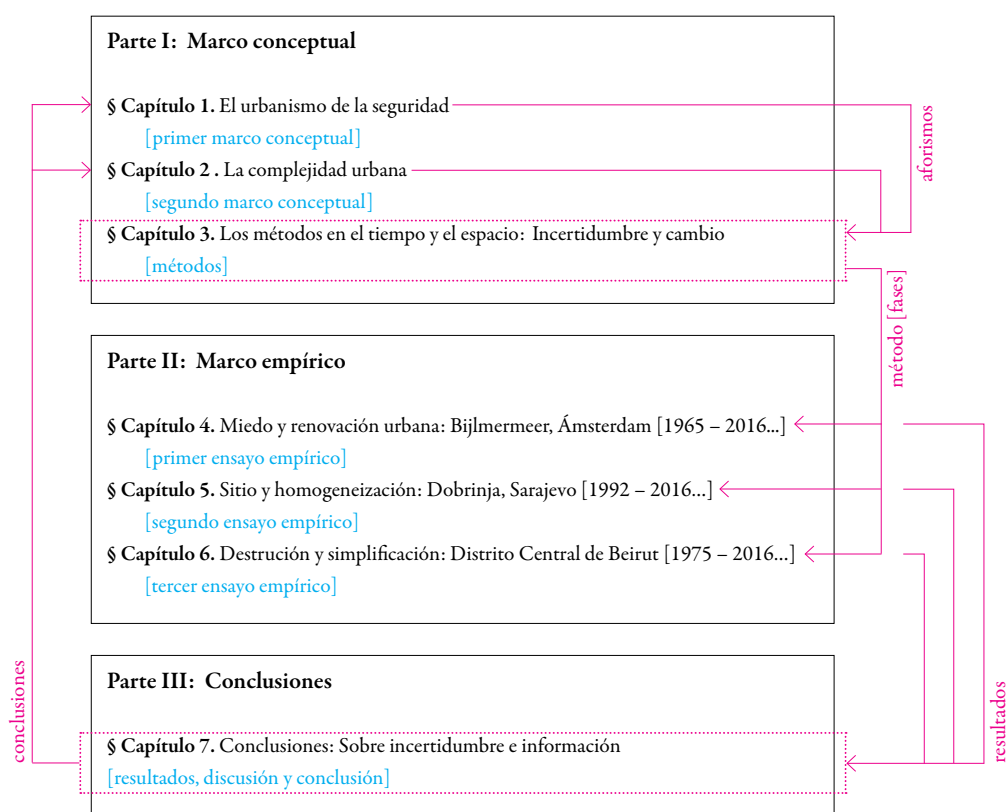 Parte I: Marco conceptual
§ Capítulo 1. El urbanismo de la seguridad
[primer marco conceptual]
§ Capítulo 2 . La complejidad urbana
[segundo marco conceptual]
§ Capítulo 3. Los métodos en el tiempo y el espacio: Incertidumbre y cambio
[métodos]
aforismos
método [fases]
Parte II: Marco empírico
§ Capítulo 4. Miedo y renovación urbana: Bijlmermeer, Ámsterdam [1965 – 2016...]
[primer ensayo empírico]
§ Capítulo 5. Sitio y homogeneización: Dobrinja, Sarajevo [1992 – 2016...]
[segundo ensayo empírico]
§ Capítulo 6. Destrución y simplificación: Distrito Central de Beirut [1975 – 2016...]
[tercer ensayo empírico]
Parte III: Conclusiones
§ Capítulo 7. Conclusiones: Sobre incertidumbre e información
[resultados, discusión y conclusión]
conclusiones
resultados